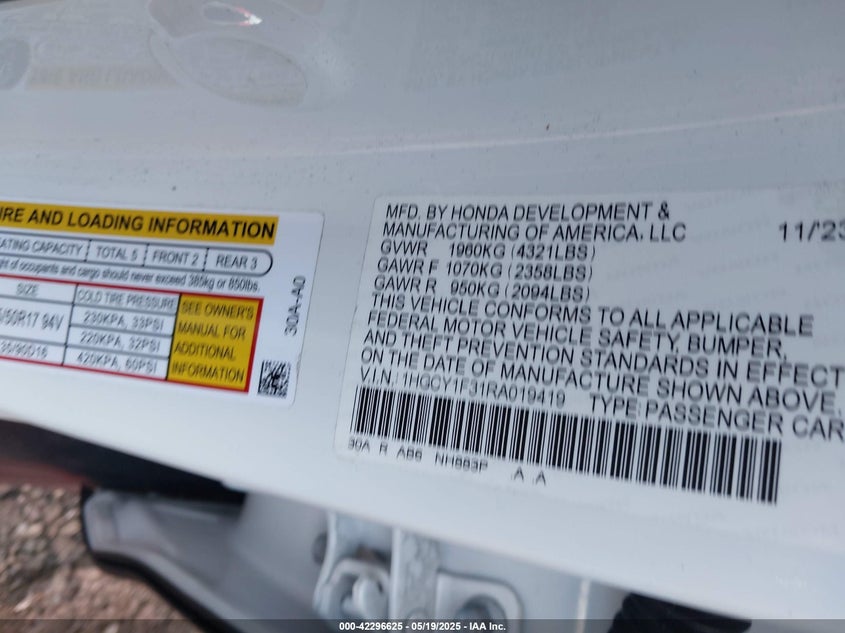 IRE AND LOADING INFORMATION
ATING CAPACITY TOTAL 5 FRONT 2 REAR 3
ght of occupants and cargo should never exceed 385kg or 850lbs.
SIZE COLD TIRE PRESSURE SEE OWNER'S MANUAL FOR ADDITIONAL INFORMATION
/50R17 94V 230KPA, 33PSI
220KPA, 32PSI
420KPA, 60PSI
30A-A0
MFD. BY HONDA DEVELOPMENT &
MANUFACTURING OF AMERICA, LLC 11/23
GVWR 1960KG (4321LBS)
GAWR F 1070KG (2358LBS)
GAWR R 950KG (2094LBS)
THIS VEHICLE CONFORMS TO ALL APPLICABLE
FEDERAL MOTOR VEHICLE SAFETY, BUMPER,
AND THEFT PREVENTION STANDARDS IN EFFECT
ON THE DATE OF MANUFACTURE SHOWN ABOVE.
V.I.N.: 1HGCY1F31RA019419 TYPE: PASSENGER CAR
30A R AB6 NH883P A A
000-42296625 - 05/19/2025 - IAA Inc.